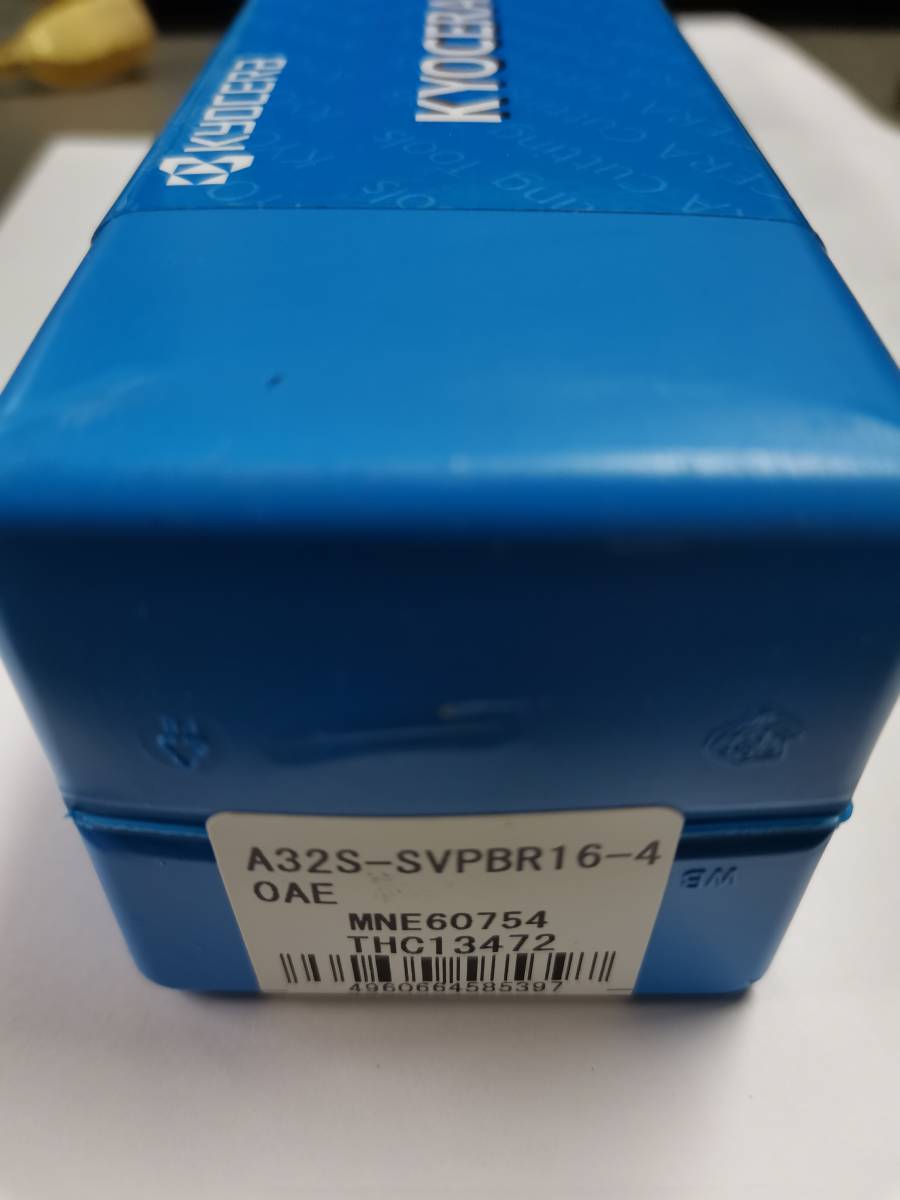 KYOCERA
KYOCERA
A32S-SVPBR16-4
0AE
MNE60754
THC13472
4960664585397